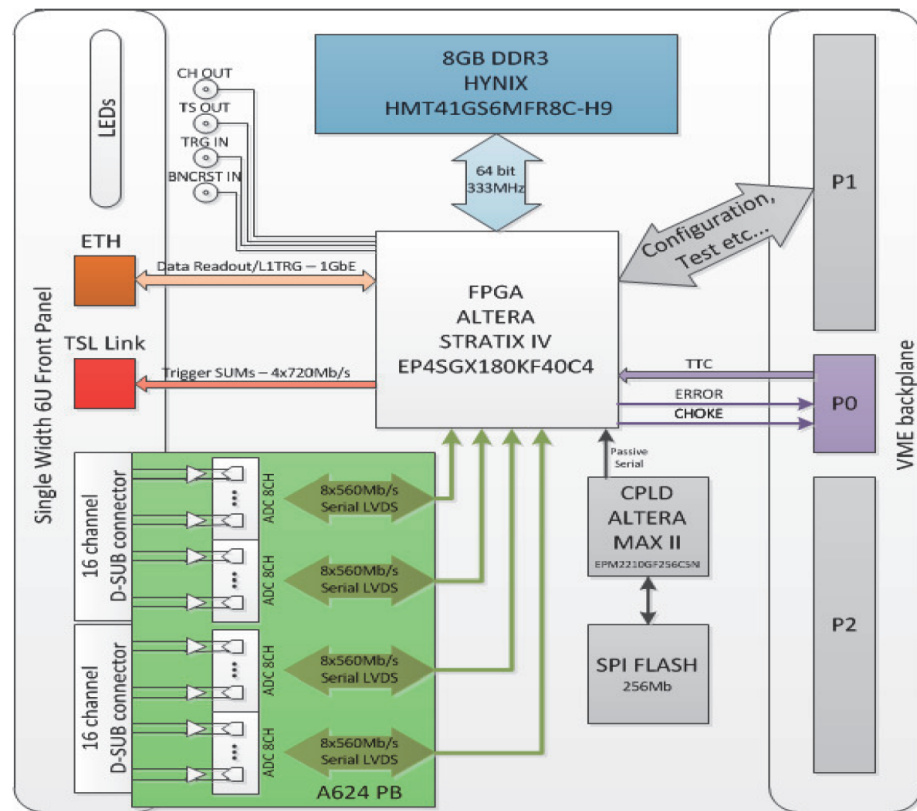 LEDs
CH OUT
TS OUT
TRG IN
BNCRST IN
8GB DDR3
HYNIX
HMT41GS6MFR8C-H9
64 bit
333MHz
P1
Configuration,
Test etc...
ETH
Data Readout/L1TRG – 1GbE
FPGA
ALTERA
STRATIX IV
EP4SGX180KF40C4
TSL Link
Trigger SUMs – 4x720Mb/s
TTC
ERROR
CHOKE
P0
Single Width 6U Front Panel
VME backplane
Passive
Serial
16 channel
D-SUB connector
ADC 8CH
8x560Mb/s
Serial LVDS
ADC 8CH
8x560Mb/s
Serial LVDS
CPLD
ALTERA
MAX II
EPM2210GF256C5N
P2
16 channel
D-SUB connector
ADC 8CH
8x560Mb/s
Serial LVDS
ADC 8CH
8x560Mb/s
Serial LVDS
SPI FLASH
256Mb
A624 PB